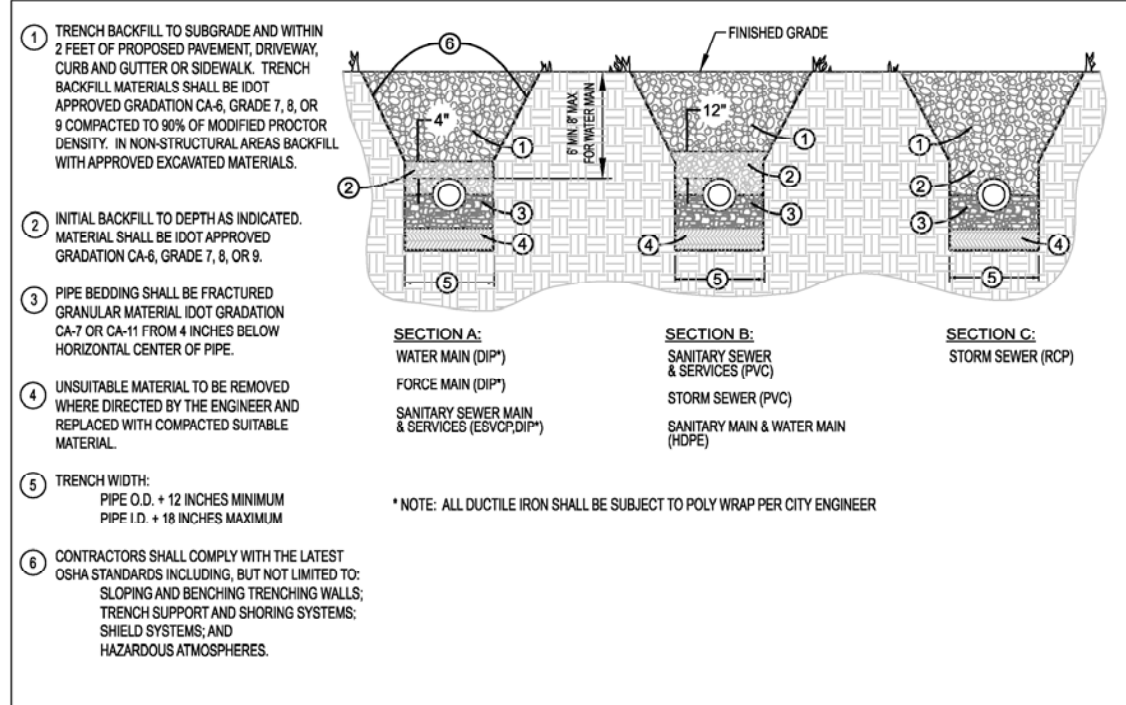 1 TRENCH BACKFILL TO SUBGRADE AND WITHIN
2 FEET OF PROPOSED PAVEMENT, DRIVEWAY,
CURB AND GUTTER OR SIDEWALK. TRENCH
BACKFILL MATERIALS SHALL BE IDOT
APPROVED GRADATION CA-6, GRADE 7, 8, OR
9 COMPACTED TO 90% OF MODIFIED PROCTOR
DENSITY. IN NON-STRUCTURAL AREAS BACKFILL
WITH APPROVED EXCAVATED MATERIALS.
2 INITIAL BACKFILL TO DEPTH AS INDICATED.
MATERIAL SHALL BE IDOT APPROVED
GRADATION CA-6, GRADE 7, 8, OR 9.
3 PIPE BEDDING SHALL BE FRACTURED
GRANULAR MATERIAL IDOT GRADATION
CA-7 OR CA-11 FROM 4 INCHES BELOW
HORIZONTAL CENTER OF PIPE.
4 UNSUITABLE MATERIAL TO BE REMOVED
WHERE DIRECTED BY THE ENGINEER AND
REPLACED WITH COMPACTED SUITABLE
MATERIAL.
5 TRENCH WIDTH:
PIPE O.D. + 12 INCHES MINIMUM
PIPE I.D. + 18 INCHES MAXIMUM
6 CONTRACTORS SHALL COMPLY WITH THE LATEST
OSHA STANDARDS INCLUDING, BUT NOT LIMITED TO:
SLOPING AND BENCHING TRENCHING WALLS;
TRENCH SUPPORT AND SHORING SYSTEMS;
SHIELD SYSTEMS; AND
HAZARDOUS ATMOSPHERES.
6
4"
1
2
3
4
5
6' MIN. 8' MAX
FOR WATER MAN
FINISHED GRADE
12"
1
2
3
4
5
1
2
3
4
5
SECTION A:
WATER MAIN (DIP*)
FORCE MAIN (DIP*)
SANITARY SEWER MAIN
& SERVICES (ESVCP,DIP*)
SECTION B:
SANITARY SEWER
& SERVICES (PVC)
STORM SEWER (PVC)
SANITARY MAIN & WATER MAIN
(HDPE)
SECTION C:
STORM SEWER (RCP)
* NOTE: ALL DUCTILE IRON SHALL BE SUBJECT TO POLY WRAP PER CITY ENGINEER